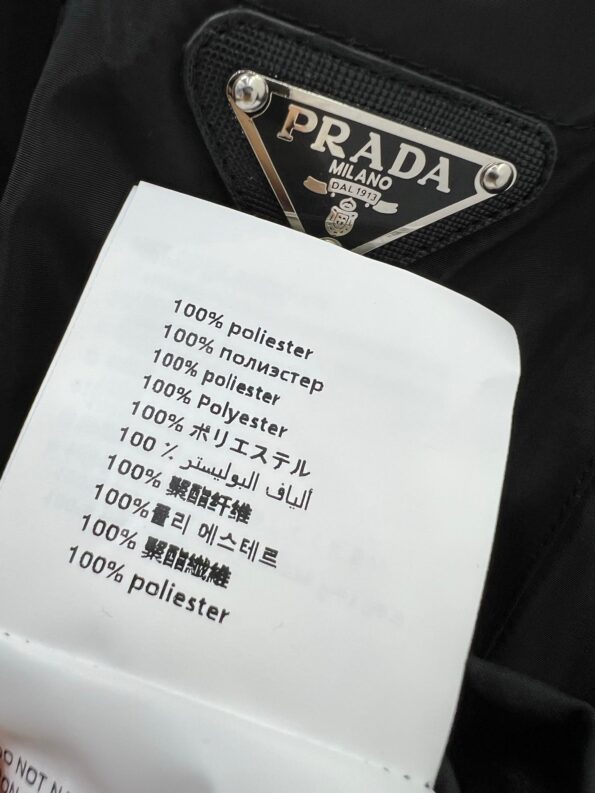 PRADA
MILANO
DAL 1913
100% poliester
100% полиэстер
100% poliester
100% Polyester
100% ポリエステル
100 ٪ ألياف البوليستر
100% 聚酯纤维
100%폴리 에스테르
100% 聚酯纖維
100% poliester
DO NOT